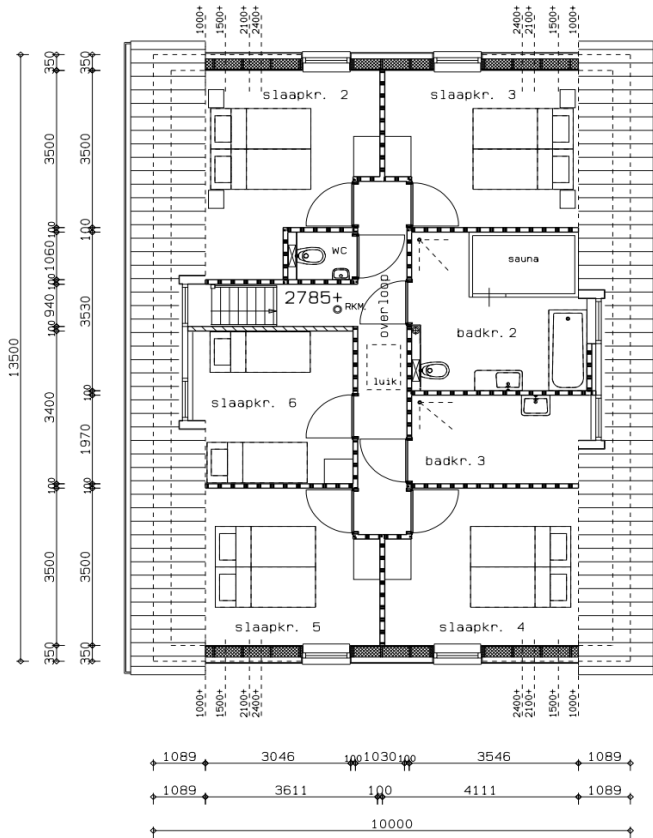 1000+ 1500+ 2100+ 2400+ 2400+ 2100+ 1500+ 1000+
350 350
slaapkr. 2 slaapkr. 3
3500 3500
100 100
WC sauna
1060
100
2785+ RKM.
940 3530
overloop
badkr. 2
100
13500
luik
slaapkr. 6
3400
100
1970
badkr. 3
100 100
3500 3500
slaapkr. 5 slaapkr. 4
350 350
1000+ 1500+ 2100+ 2400+ 2400+ 2100+ 1500+ 1000+
1089 3046 100 1030 100 3546 1089
1089 3611 100 4111 1089
10000